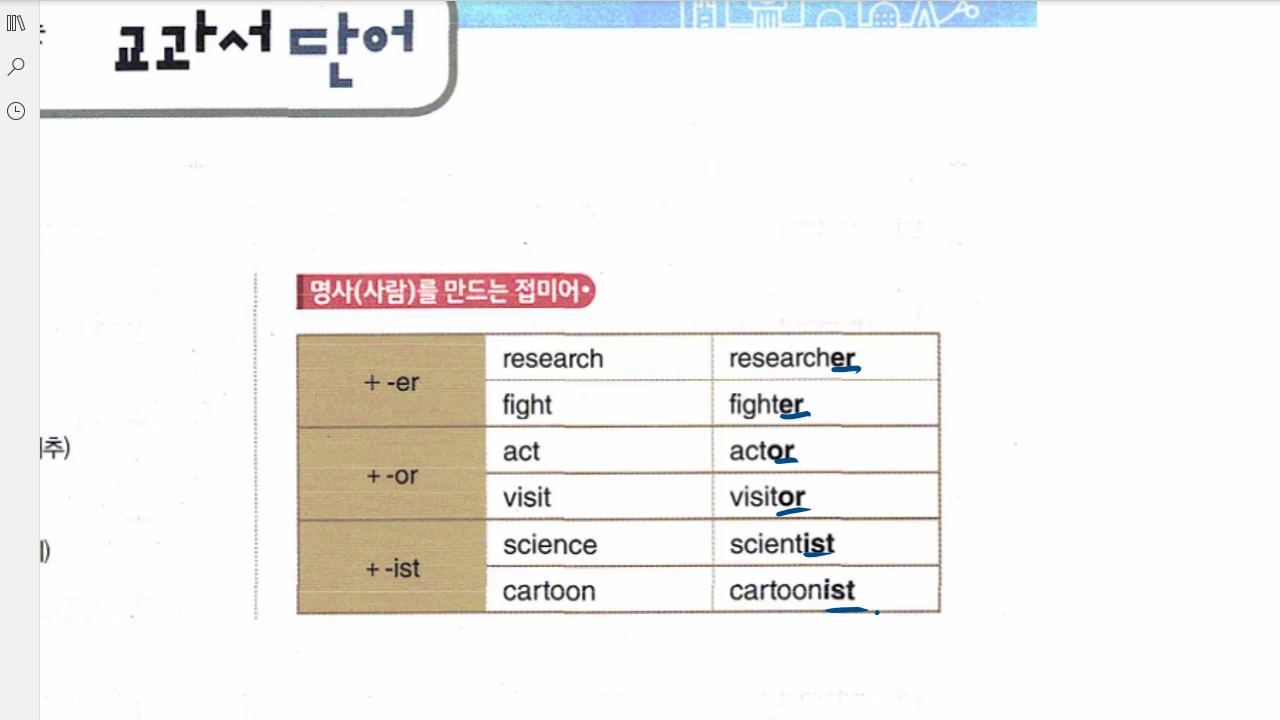 교과서 단어
명사(사람)를 만드는 접미어
+ -er
research
researcher
fight
fighter
+ -or
act
actor
visit
visitor
+ -ist
science
scientist
cartoon
cartoonist